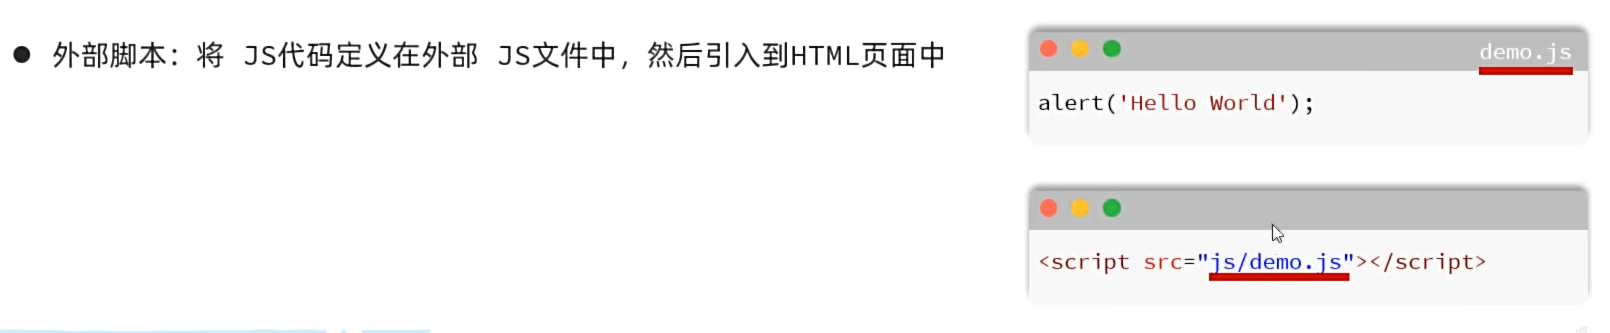 ● 外部脚本：将 JS代码定义在外部 JS文件中，然后引入到HTML页面中
demo.js
alert('Hello World');
<script src="js/demo.js"></script>